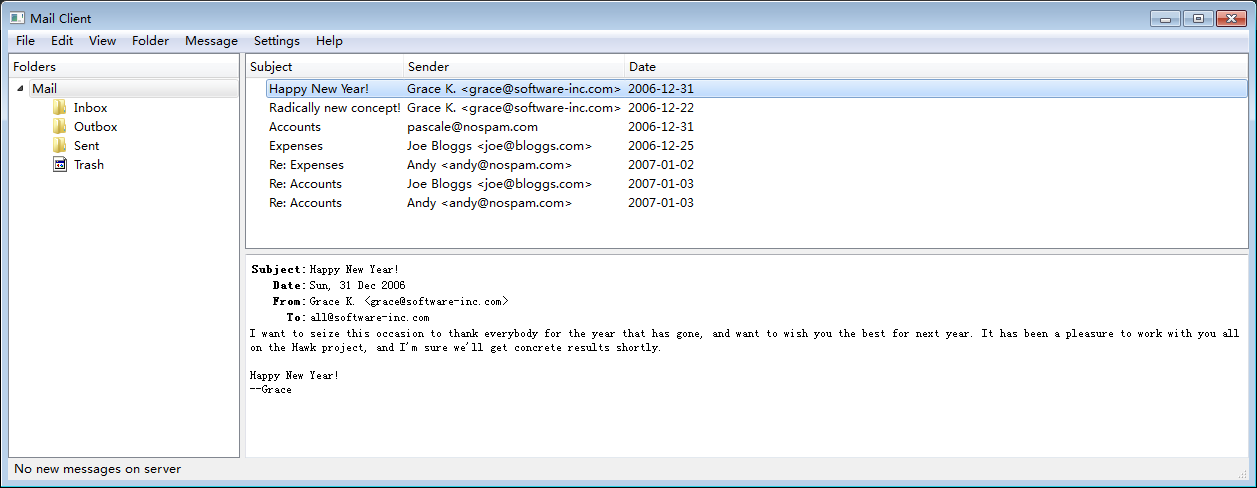 Mail Client
File Edit View Folder Message Settings Help
Folders
Mail
Inbox
Outbox
Sent
Trash
Subject Sender Date
Happy New Year! Grace K. <grace@software-inc.com> 2006-12-31
Radically new concept! Grace K. <grace@software-inc.com> 2006-12-22
Accounts pascale@nospam.com 2006-12-31
Expenses Joe Bloggs <joe@bloggs.com> 2006-12-25
Re: Expenses Andy <andy@nospam.com> 2007-01-02
Re: Accounts Joe Bloggs <joe@bloggs.com> 2007-01-03
Re: Accounts Andy <andy@nospam.com> 2007-01-03
Subject: Happy New Year!
Date: Sun, 31 Dec 2006
From: Grace K. <grace@software-inc.com>
To: all@software-inc.com
I want to seize this occasion to thank everybody for the year that has gone, and want to wish you the best for next year. It has been a pleasure to work with you all
on the Hawk project, and I'm sure we'll get concrete results shortly.
Happy New Year!
--Grace
No new messages on server